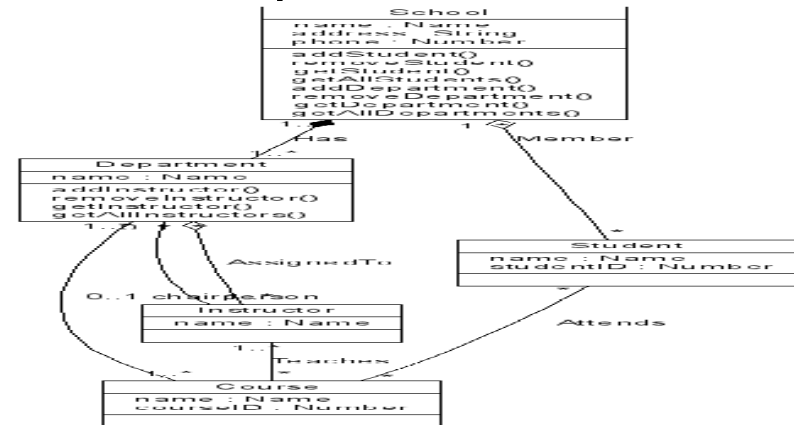 School
name : Name
address : String
phone : Number
addStudent()
removeStudent()
getStudent()
getAllStudents()
addDepartment()
removeDepartment()
getDepartment()
getAllDepartments()
1 Member
Has
1..*
Department
name : Name
addInstructor()
removeInstructor()
getInstructor()
getAllInstructors()
*
Student
name : Name
studentID : Number
AssignedTo
*
0..1 chairperson
*
Instructor
name : Name
Attends
1..*
Teaches
1..*
*
*
Course
name : Name
courseID : Number